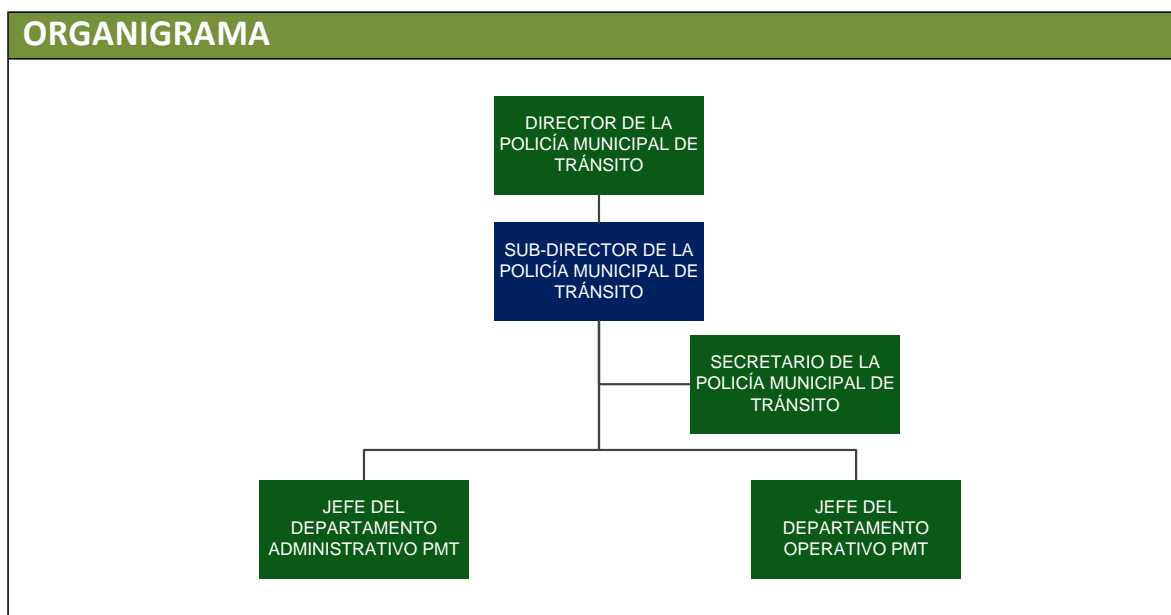 ORGANIGRAMA
DIRECTOR DE LA
POLICÍA MUNICIPAL DE
TRÁNSITO
SUB-DIRECTOR DE LA
POLICÍA MUNICIPAL DE
TRÁNSITO
SECRETARIO DE LA
POLICÍA MUNICIPAL DE
TRÁNSITO
JEFE DEL
DEPARTAMENTO
ADMINISTRATIVO PMT
JEFE DEL
DEPARTAMENTO
OPERATIVO PMT